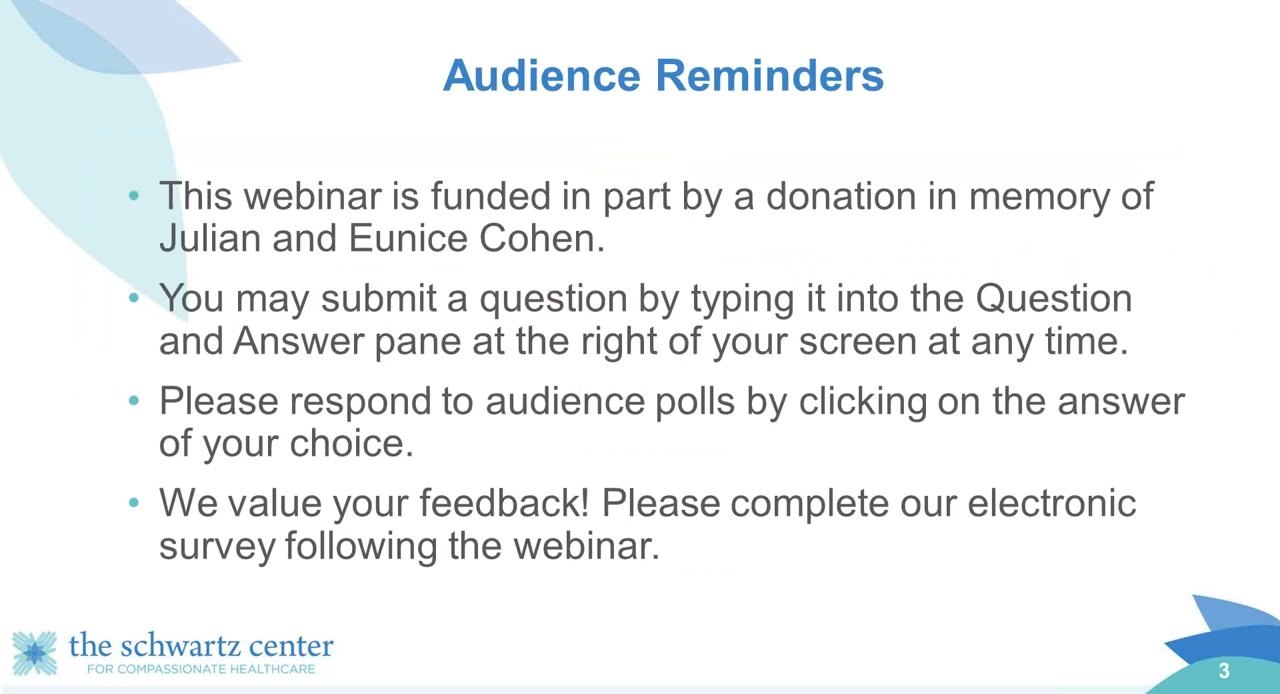 Audience Reminders
• This webinar is funded in part by a donation in memory of
Julian and Eunice Cohen.
• You may submit a question by typing it into the Question
and Answer pane at the right of your screen at any time.
• Please respond to audience polls by clicking on the answer
of your choice.
• We value your feedback! Please complete our electronic
survey following the webinar.
the schwartz center
FOR COMPASSIONATE HEALTHCARE
3